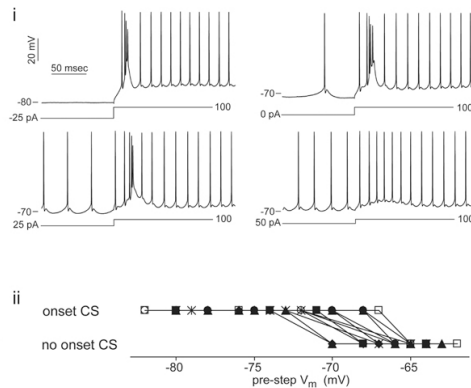 i
20 mV
50 msec
-80
-25 pA
100
-70
0 pA
100
-70
25 pA
100
-70
50 pA
100
ii
onset CS
no onset CS
-80 -75 -70 -65
pre-step Vm (mV)